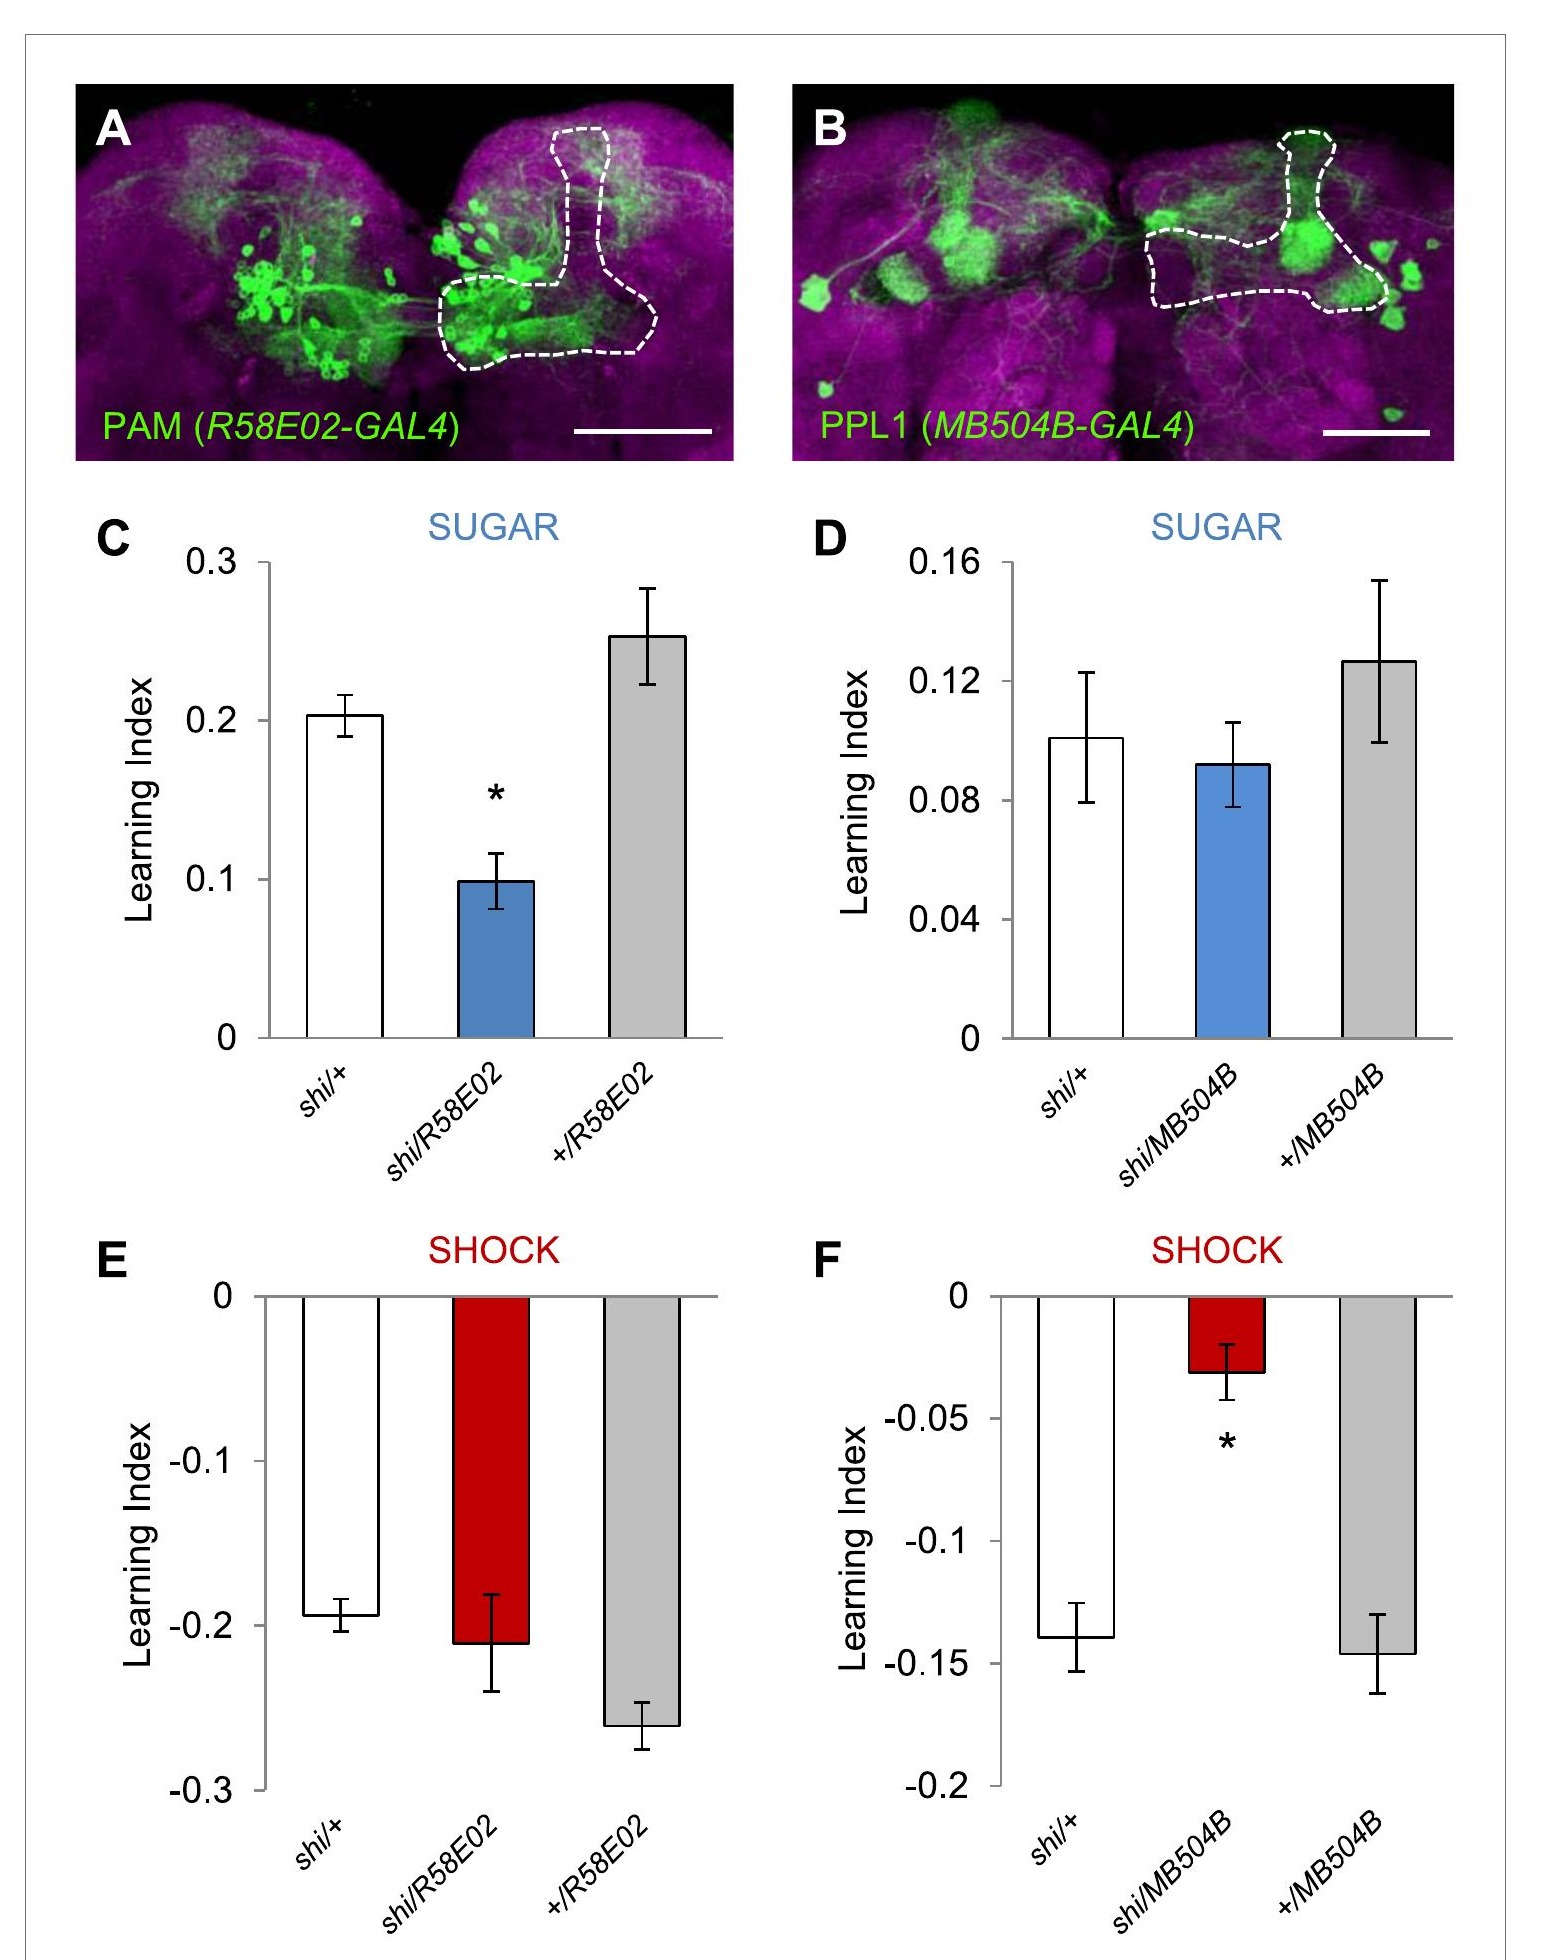 A
PAM (R58E02-GAL4)
B
PPL1 (MB504B-GAL4)
C
SUGAR
Learning Index
0.3
0.2
0.1
0
*
shi/+
shi/R58E02
+/R58E02
D
SUGAR
Learning Index
0.16
0.12
0.08
0.04
0
shi/+
shi/MB504B
+/MB504B
E
SHOCK
Learning Index
0
-0.1
-0.2
-0.3
shi/+
shi/R58E02
+/R58E02
F
SHOCK
Learning Index
0
-0.05
-0.1
-0.15
-0.2
*
shi/+
shi/MB504B
+/MB504B